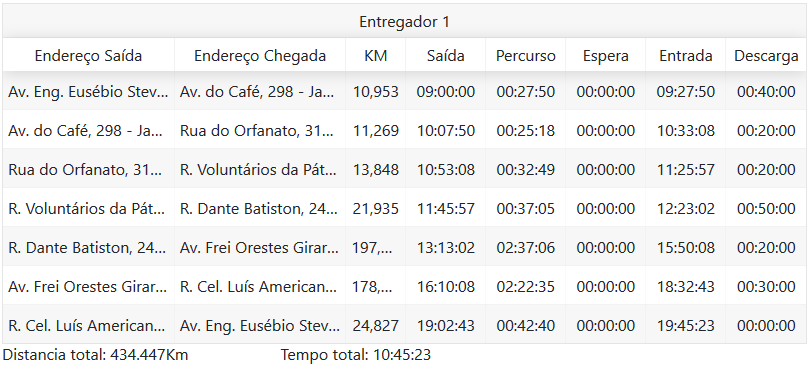 Entregador 1
Endereço Saída Endereço Chegada KM Saída Percurso Espera Entrada Descarga
Av. Eng. Eusébio Stev... Av. do Café, 298 - Ja... 10,953 09:00:00 00:27:50 00:00:00 09:27:50 00:40:00
Av. do Café, 298 - Ja... Rua do Orfanato, 31... 11,269 10:07:50 00:25:18 00:00:00 10:33:08 00:20:00
Rua do Orfanato, 31... R. Voluntários da Pát... 13,848 10:53:08 00:32:49 00:00:00 11:25:57 00:20:00
R. Voluntários da Pát... R. Dante Batiston, 24... 21,935 11:45:57 00:37:05 00:00:00 12:23:02 00:50:00
R. Dante Batiston, 24... Av. Frei Orestes Girar... 197,... 13:13:02 02:37:06 00:00:00 15:50:08 00:20:00
Av. Frei Orestes Girar... R. Cel. Luís American... 178,... 16:10:08 02:22:35 00:00:00 18:32:43 00:30:00
R. Cel. Luís American... Av. Eng. Eusébio Stev... 24,827 19:02:43 00:42:40 00:00:00 19:45:23 00:00:00
Distancia total: 434.447Km Tempo total: 10:45:23